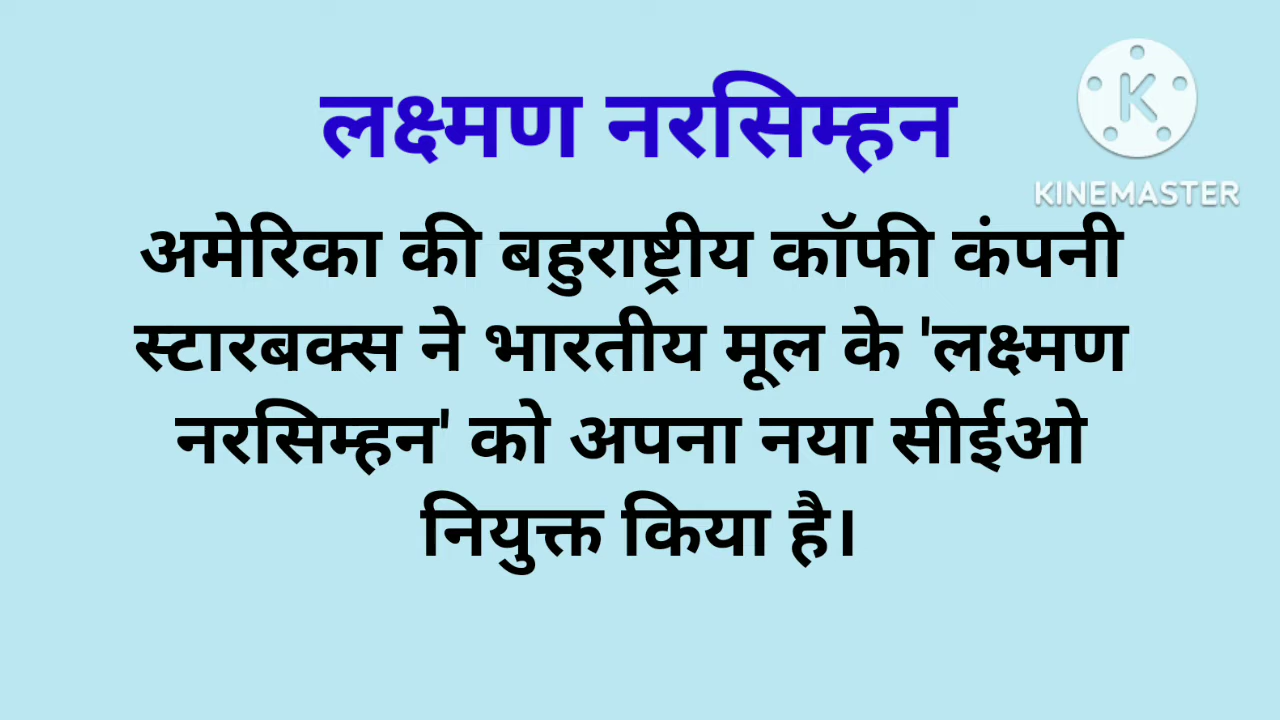 लक्ष्मण नरसिम्हन
KINEMASTER
अमेरिका की बहुराष्ट्रीय कॉफी कंपनी
स्टारबक्स ने भारतीय मूल के 'लक्ष्मण
नरसिम्हन' को अपना नया सीईओ
नियुक्त किया है।